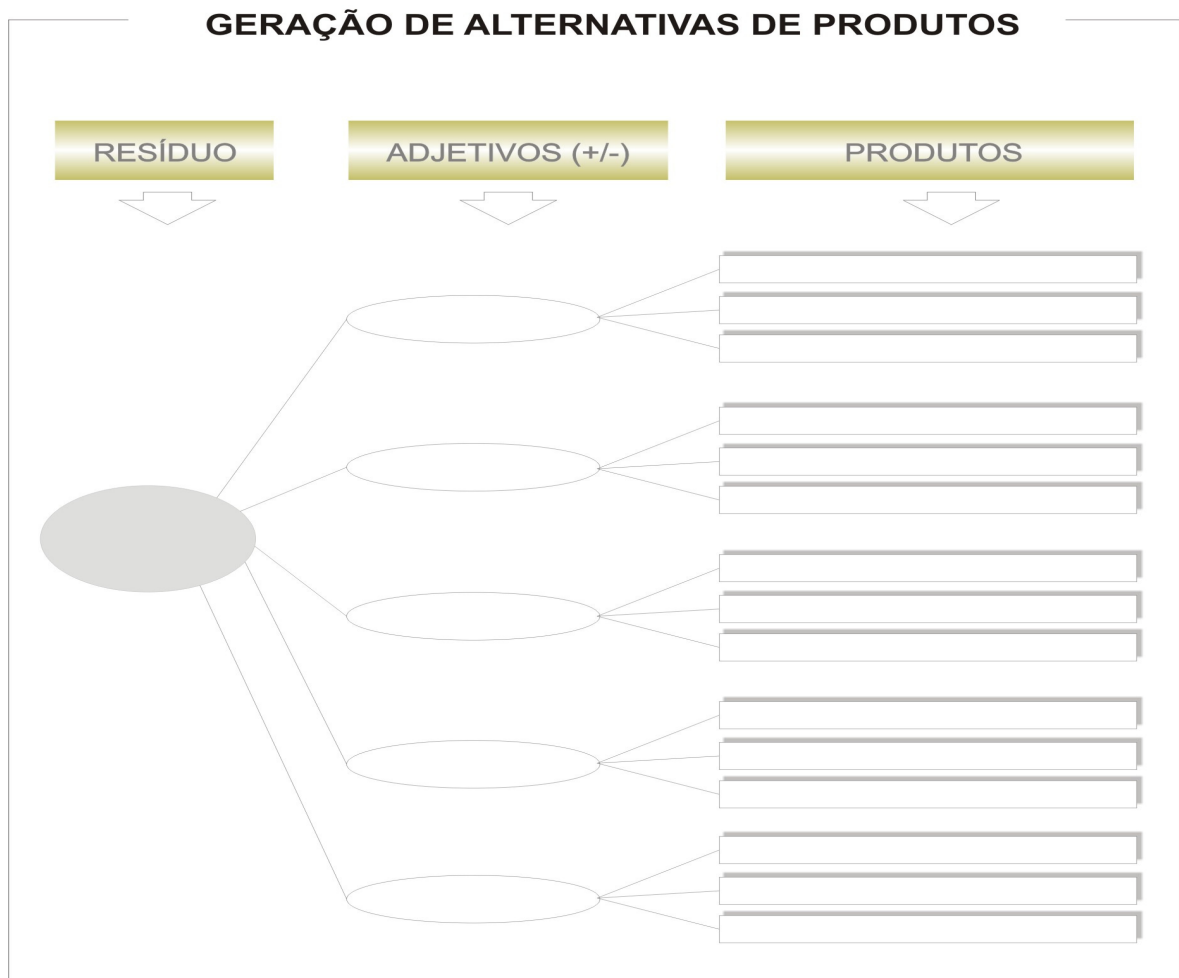 GERAÇÃO DE ALTERNATIVAS DE PRODUTOS
RESÍDUO
ADJETIVOS (+/-)
PRODUTOS